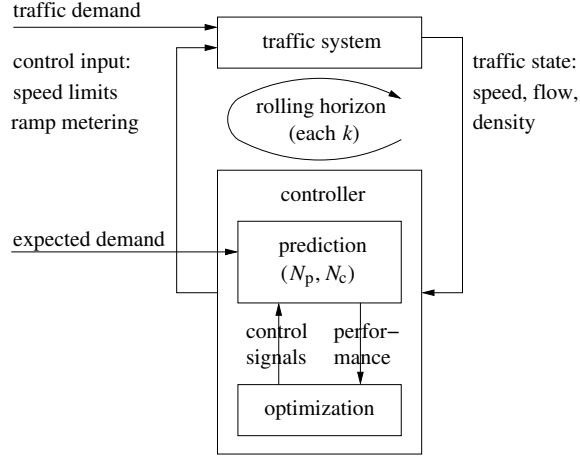 traffic demand
traffic system
control input:
speed limits
ramp metering
traffic state:
speed, flow,
density
rolling horizon
(each k)
controller
expected demand
prediction
(Np, Nc)
control
signals
perfor−
mance
optimization